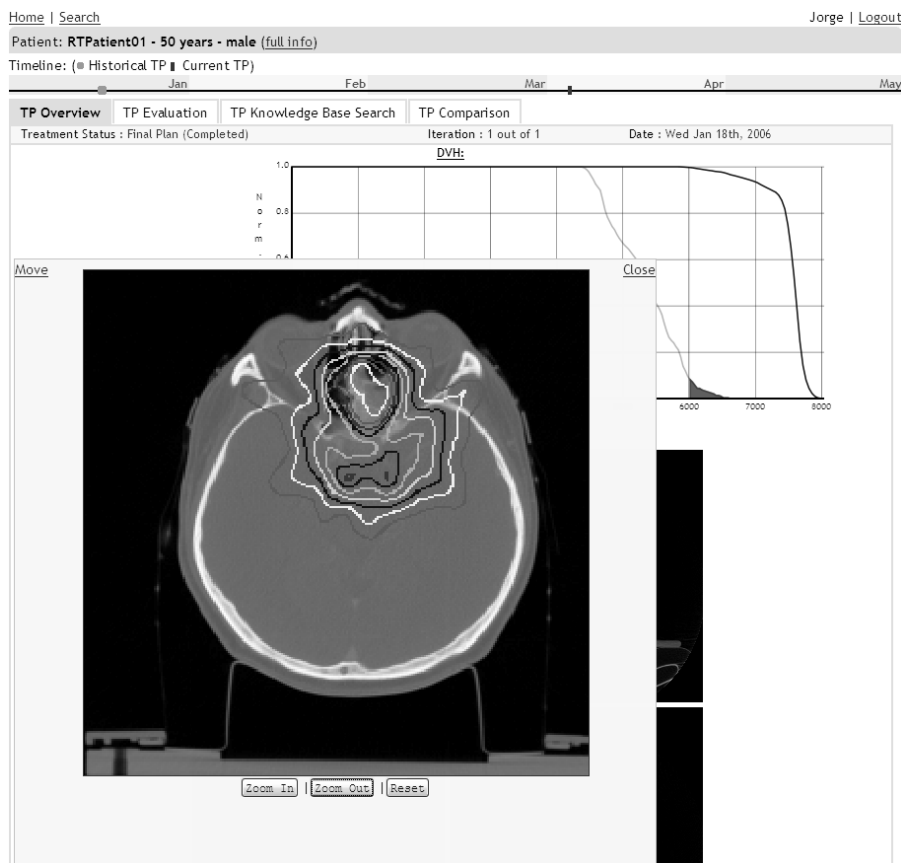 Home | Search
Jorge | Logout
Patient: RTPatient01 - 50 years - male (full info)
Timeline: (Historical TP Current TP)
Jan Feb Mar Apr May
TP Overview TP Evaluation TP Knowledge Base Search TP Comparison
Treatment Status : Final Plan (Completed) Iteration : 1 out of 1 Date : Wed Jan 18th, 2006
DVH:
1.0
N
o 0.8
r
m
.
0.6
Move Close
6000 7000 8000
Zoom In | Zoom Out | Reset